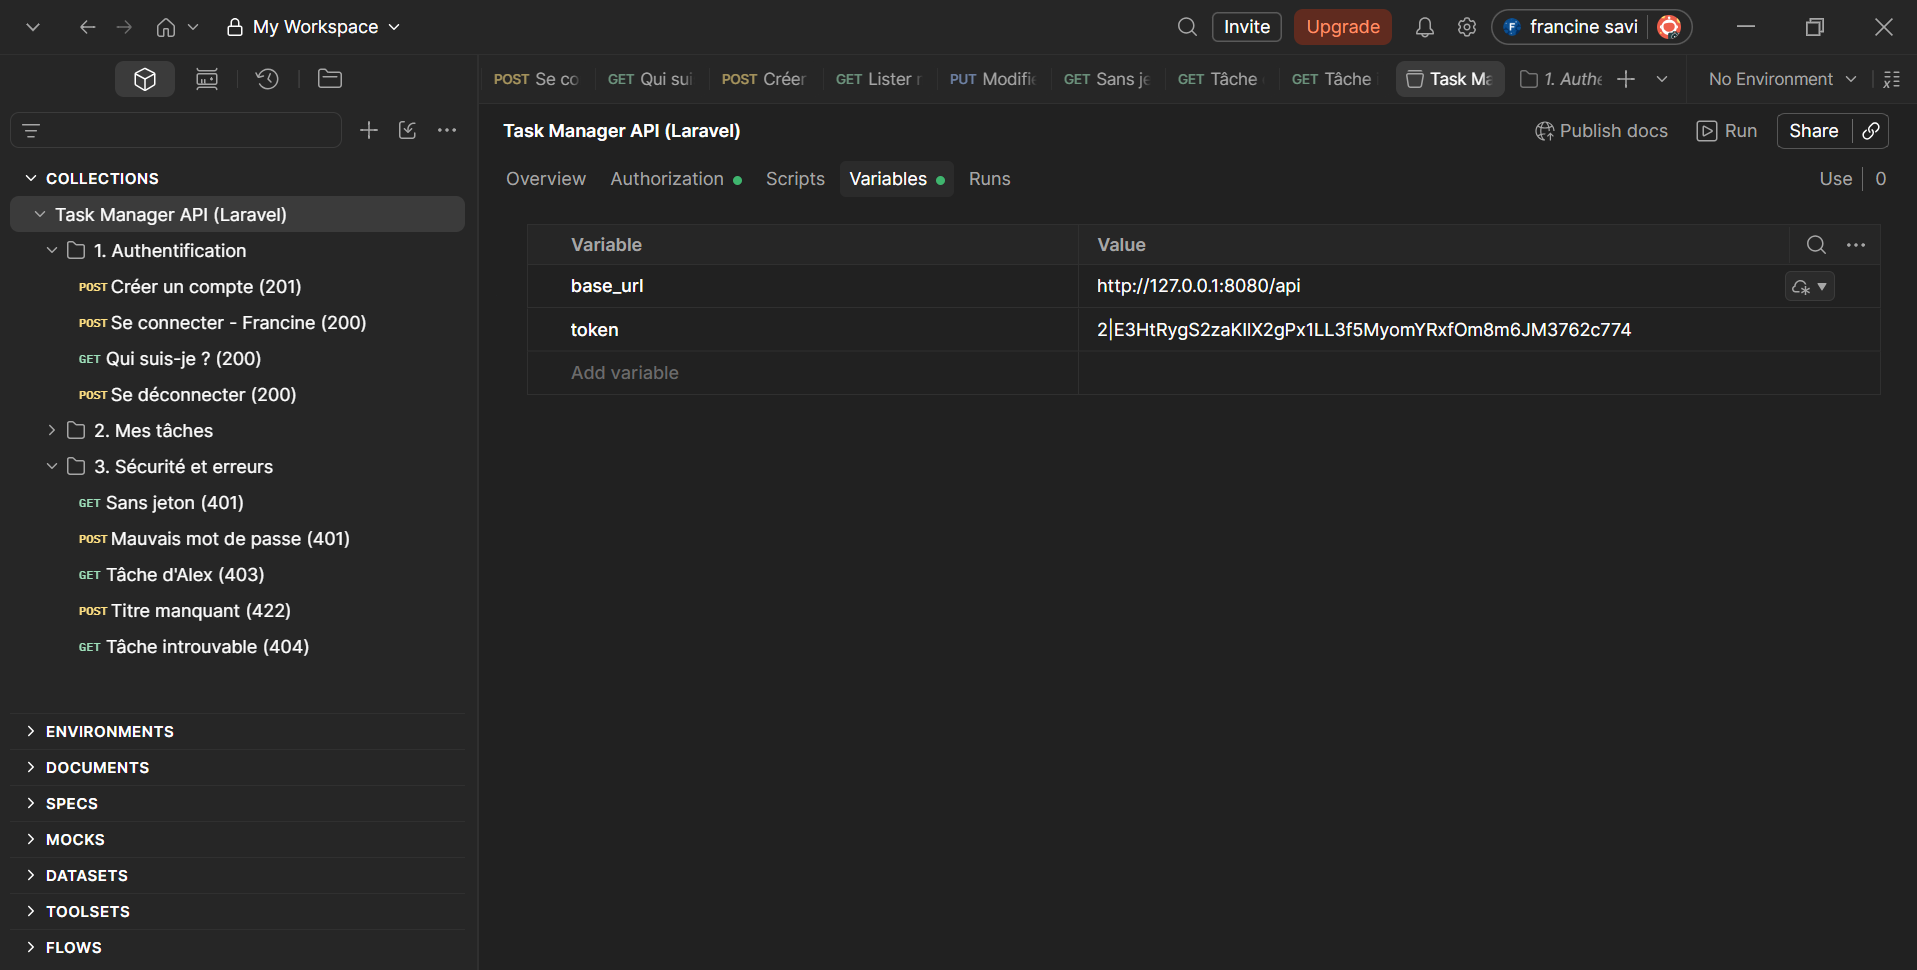 My Workspace
Invite
Upgrade
F
francine savi
POST Se co
GET Qui sui
POST Créer
GET Lister r
PUT Modifie
GET Sans je
GET Tâche
GET Tâche
Task Ma
1. Authe
No Environment
Task Manager API (Laravel)
Publish docs
Run
Share
COLLECTIONS
Overview
Authorization
Scripts
Variables
Runs
Use
0
Task Manager API (Laravel)
1. Authentification
POST Créer un compte (201)
POST Se connecter - Francine (200)
GET Qui suis-je ? (200)
POST Se déconnecter (200)
2. Mes tâches
3. Sécurité et erreurs
GET Sans jeton (401)
POST Mauvais mot de passe (401)
GET Tâche d'Alex (403)
POST Titre manquant (422)
GET Tâche introuvable (404)
Variable
Value
base_url
http://127.0.0.1:8080/api
token
2|E3HtRygS2zaKIIX2gPx1LL3f5MyomYRxfOm8m6JM3762c774
Add variable
ENVIRONMENTS
DOCUMENTS
SPECS
MOCKS
DATASETS
TOOLSETS
FLOWS